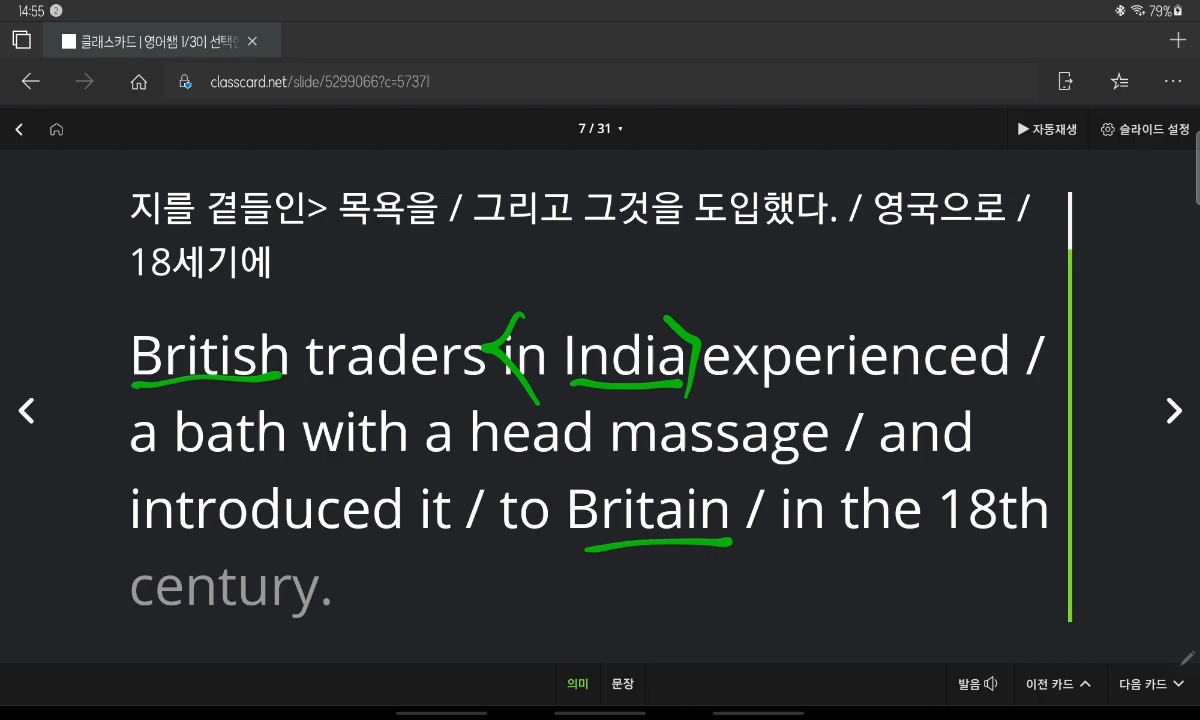 14:55 2 79%
클래스카드 | 영어쌤 1/3이 선택한
classcard.net/slide/5299066?c=57371
7 / 31 자동재생 슬라이드 설정
지를 곁들인> 목욕을 / 그리고 그것을 도입했다. / 영국으로 /
18세기에
British traders in India experienced /
a bath with a head massage / and
introduced it / to Britain / in the 18th
century.
의미 문장 발음 이전 카드 다음 카드